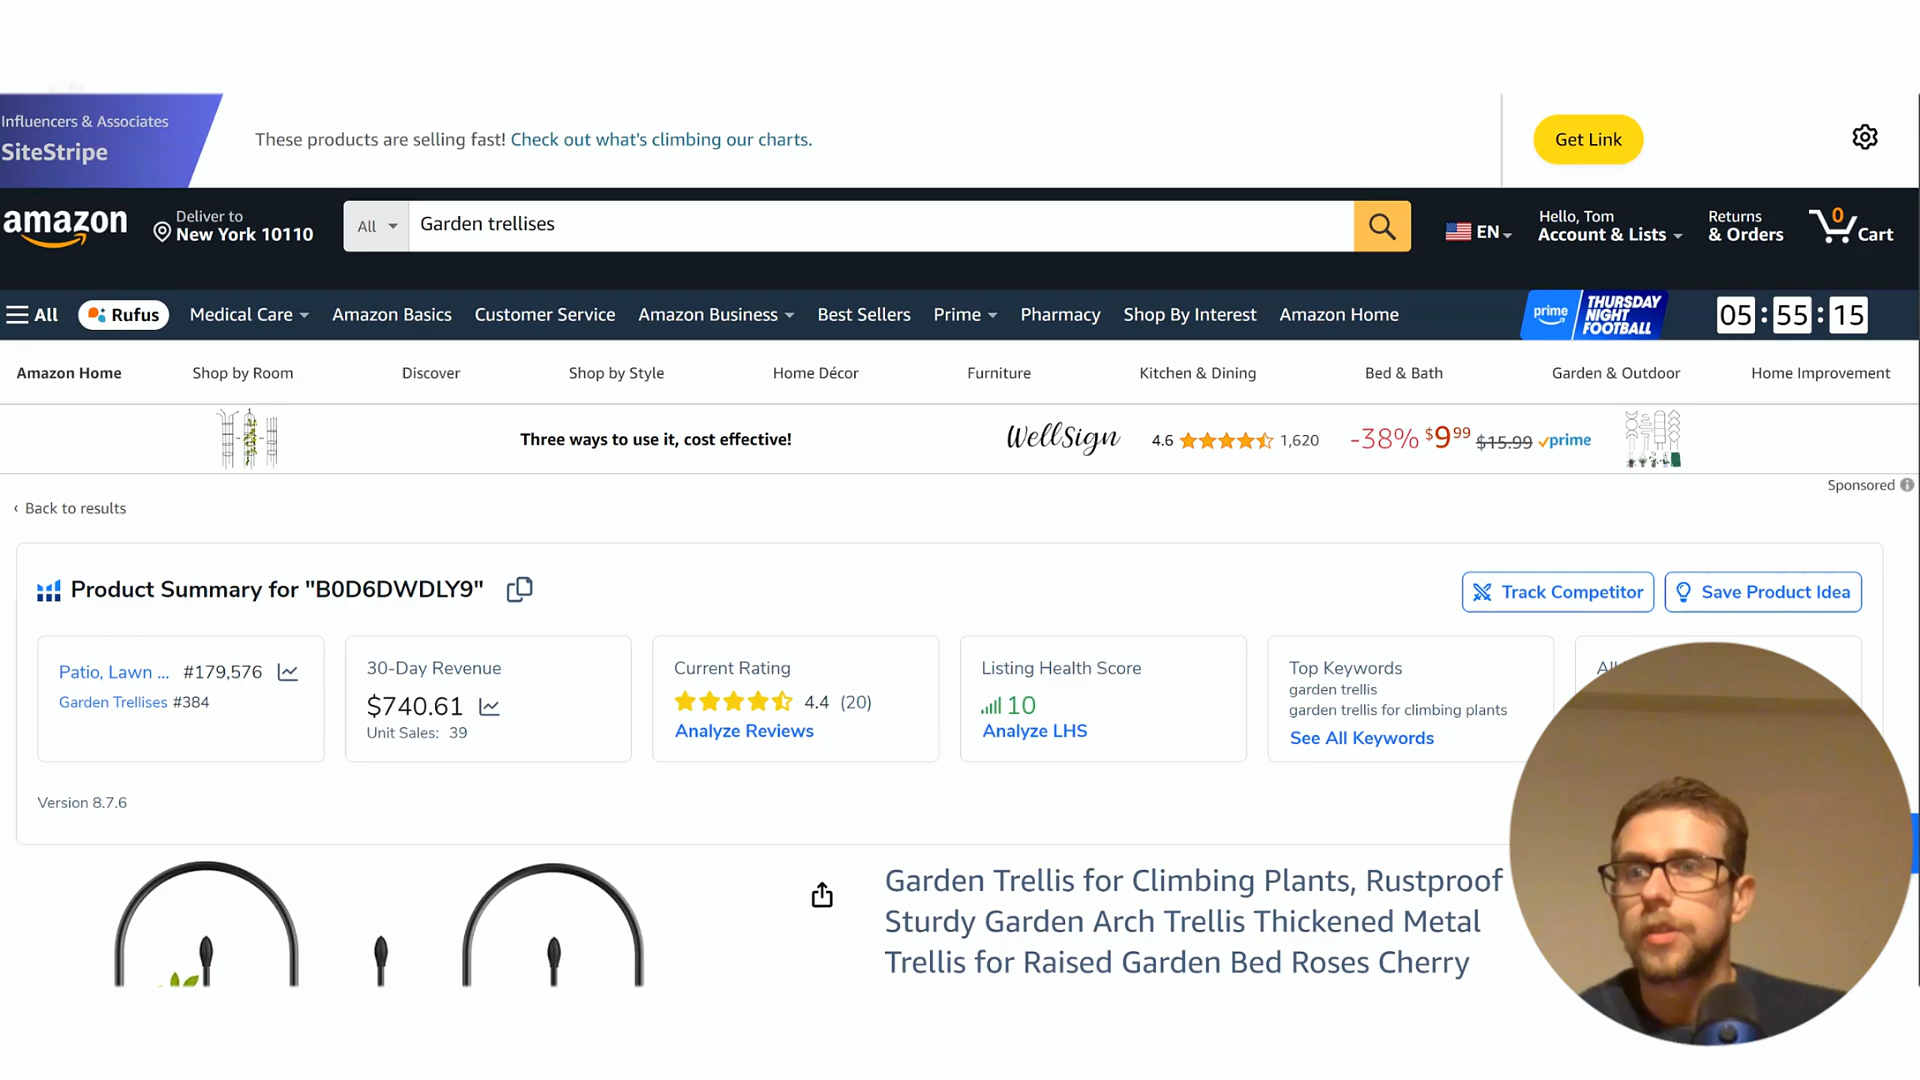 Influencers & Associates
SiteStripe
These products are selling fast! Check out what's climbing our charts.
Get Link
amazon
Deliver to
New York 10110
All
Garden trellises
EN
Hello, Tom
Account & Lists
Returns
& Orders
0
Cart
All
Rufus
Medical Care
Amazon Basics
Customer Service
Amazon Business
Best Sellers
Prime
Pharmacy
Shop By Interest
Amazon Home
prime
THURSDAY
NIGHT
FOOTBALL
05 : 55 : 15
Amazon Home
Shop by Room
Discover
Shop by Style
Home Décor
Furniture
Kitchen & Dining
Bed & Bath
Garden & Outdoor
Home Improvement
Three ways to use it, cost effective!
WellSign
4.6
1,620
-38% $9.99 $15.99 prime
Sponsored
‹ Back to results
Product Summary for "B0D6DWDLY9"
Track Competitor
Save Product Idea
Patio, Lawn ... #179,576
Garden Trellises #384
30-Day Revenue
$740.61
Unit Sales: 39
Current Rating
4.4 (20)
Analyze Reviews
Listing Health Score
10
Analyze LHS
Top Keywords
garden trellis
garden trellis for climbing plants
See All Keywords
Version 8.7.6
Garden Trellis for Climbing Plants, Rustproof
Sturdy Garden Arch Trellis Thickened Metal
Trellis for Raised Garden Bed Roses Cherry